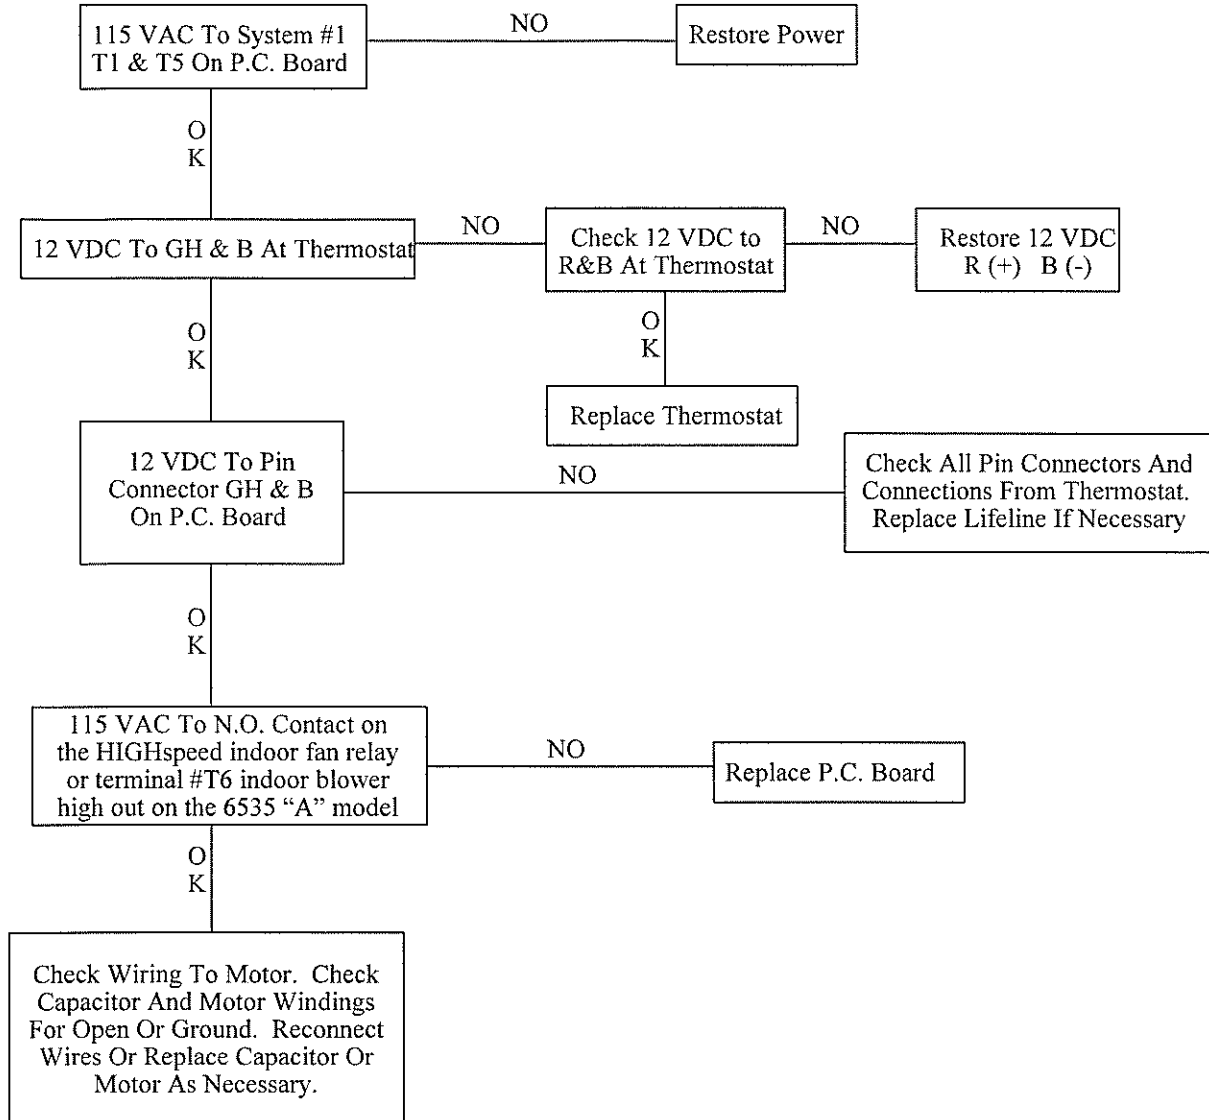 115 VAC To System #1
T1 & T5 On P.C. Board
NO
Restore Power
O
K
12 VDC To GH & B At Thermostat
NO
Check 12 VDC to
R&B At Thermostat
NO
Restore 12 VDC
R (+) B (-)
O
K
O
K
Replace Thermostat
12 VDC To Pin
Connector GH & B
On P.C. Board
NO
Check All Pin Connectors And
Connections From Thermostat.
Replace Lifeline If Necessary
O
K
115 VAC To N.O. Contact on
the HIGHspeed indoor fan relay
or terminal #T6 indoor blower
high out on the 6535 “A” model
NO
Replace P.C. Board
O
K
Check Wiring To Motor. Check
Capacitor And Motor Windings
For Open Or Ground. Reconnect
Wires Or Replace Capacitor Or
Motor As Necessary.